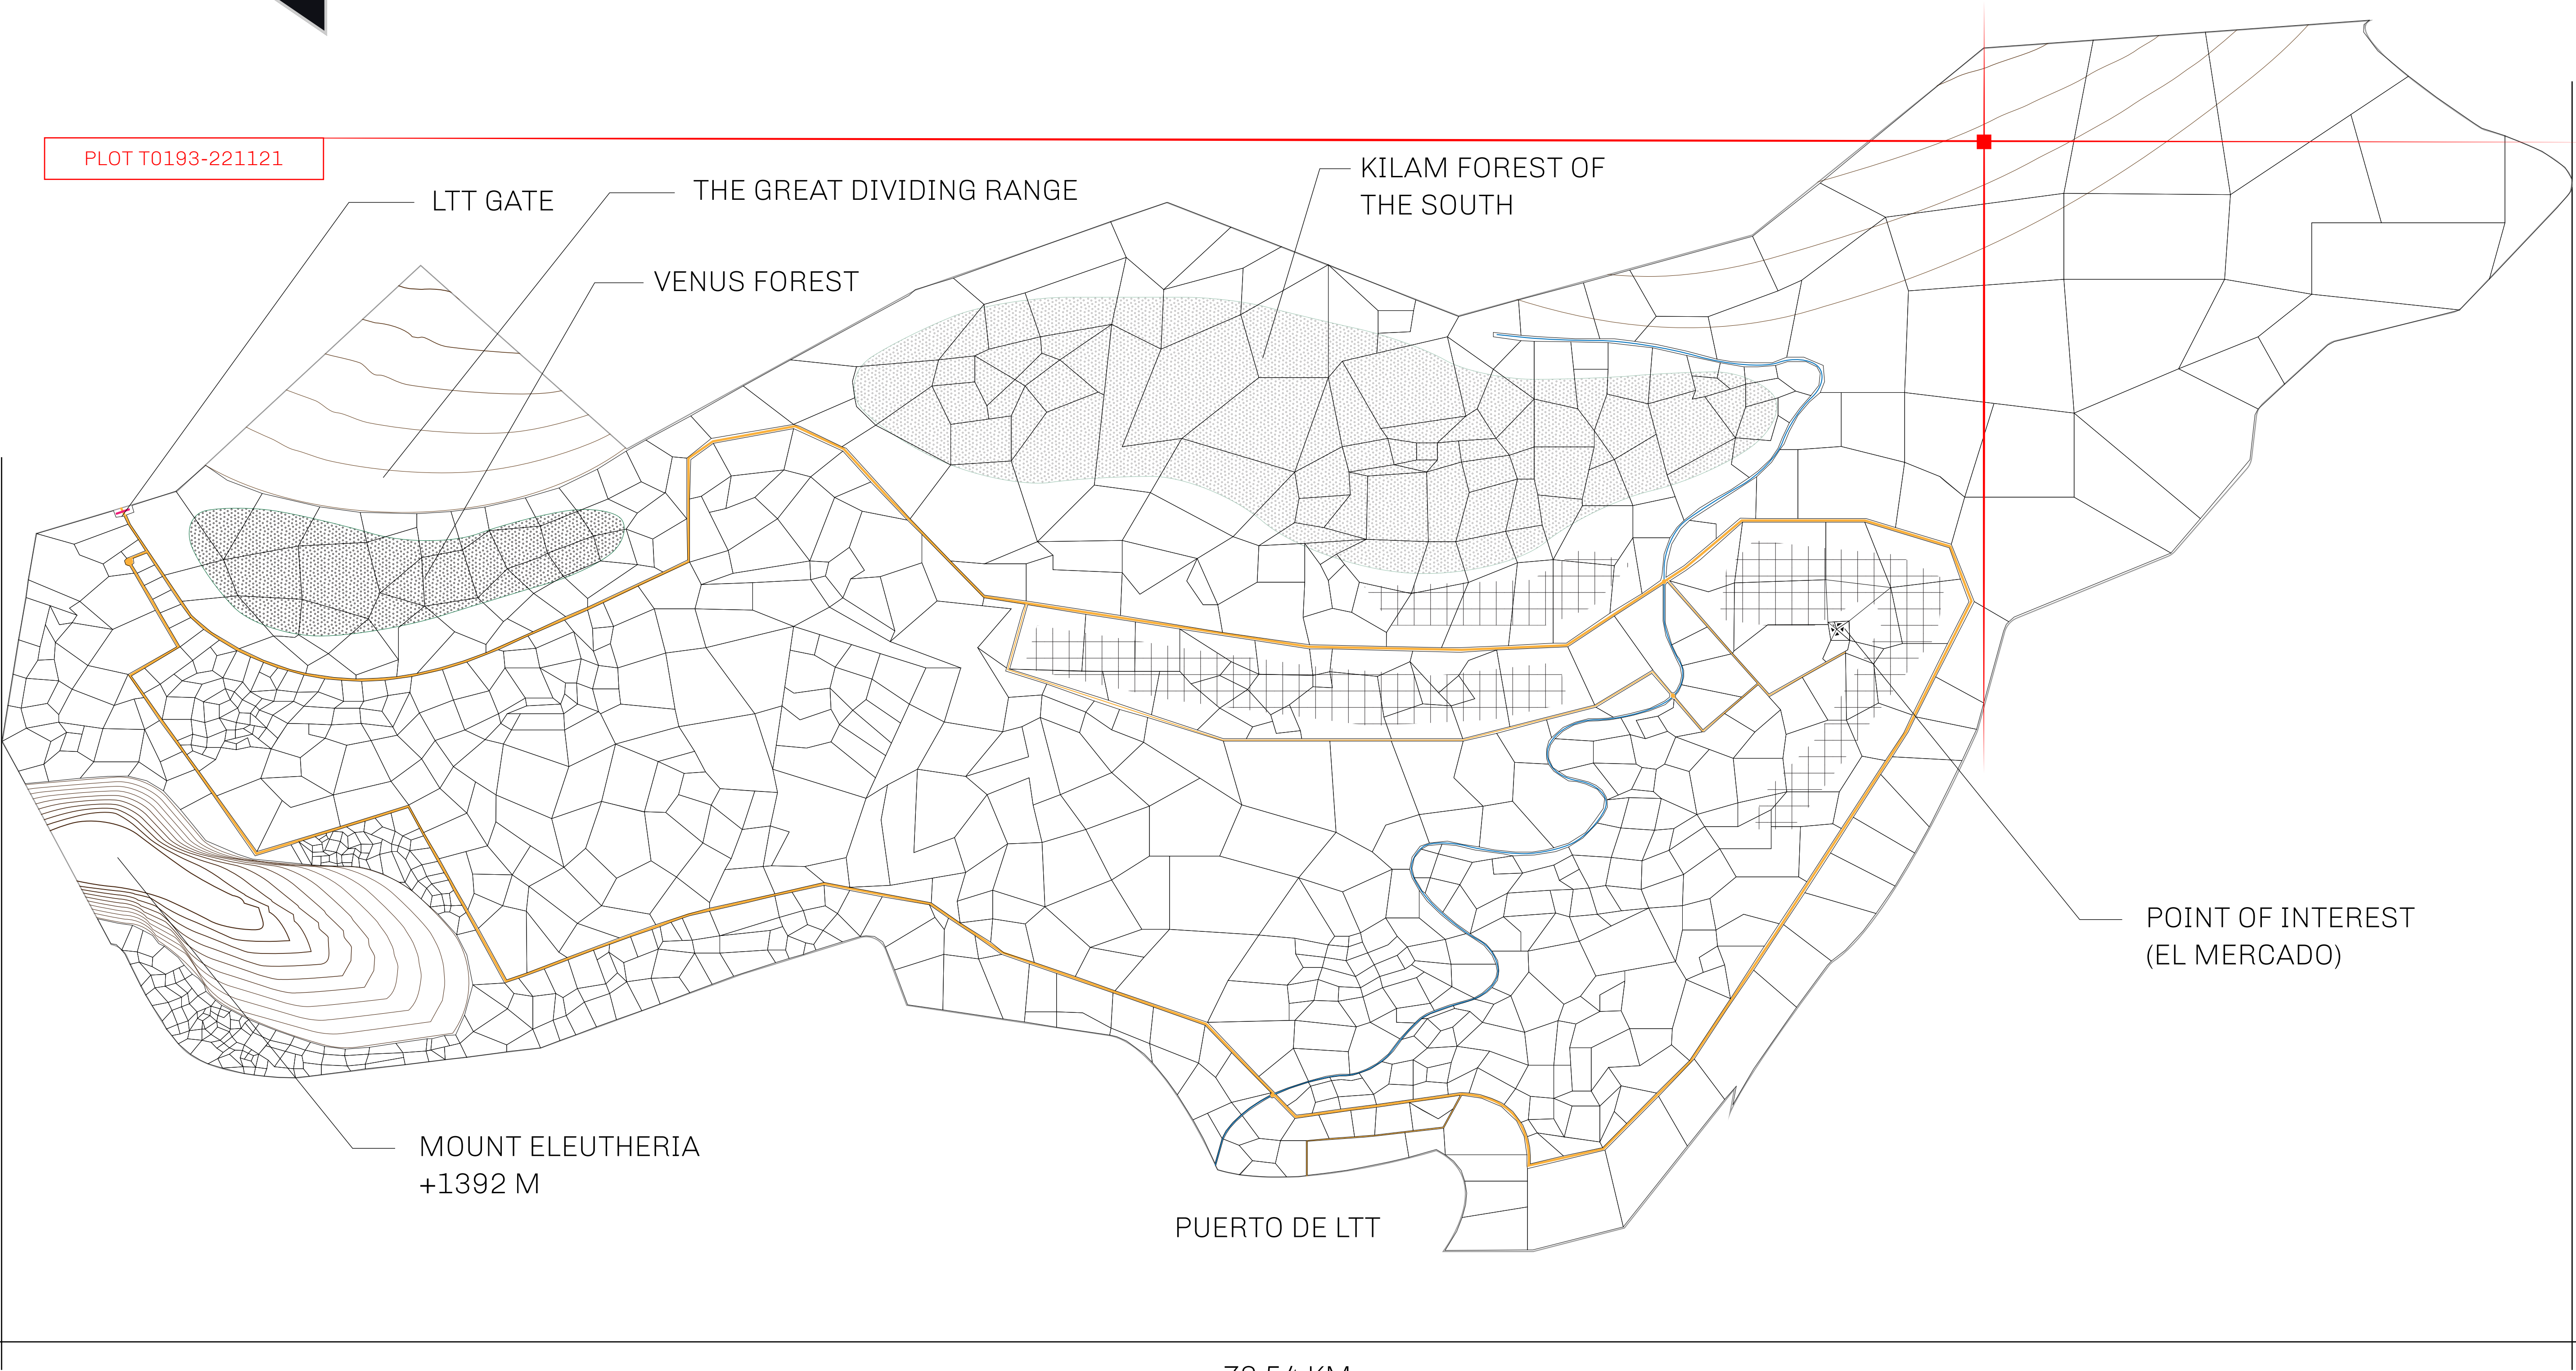 PLOT T0193-221121
LTT GATE
THE GREAT DIVIDING RANGE
VENUS FOREST
KILAM FOREST OF
THE SOUTH
POINT OF INTEREST
(EL MERCADO)
MOUNT ELEUTHERIA
+1392 M
PUERTO DE LTT